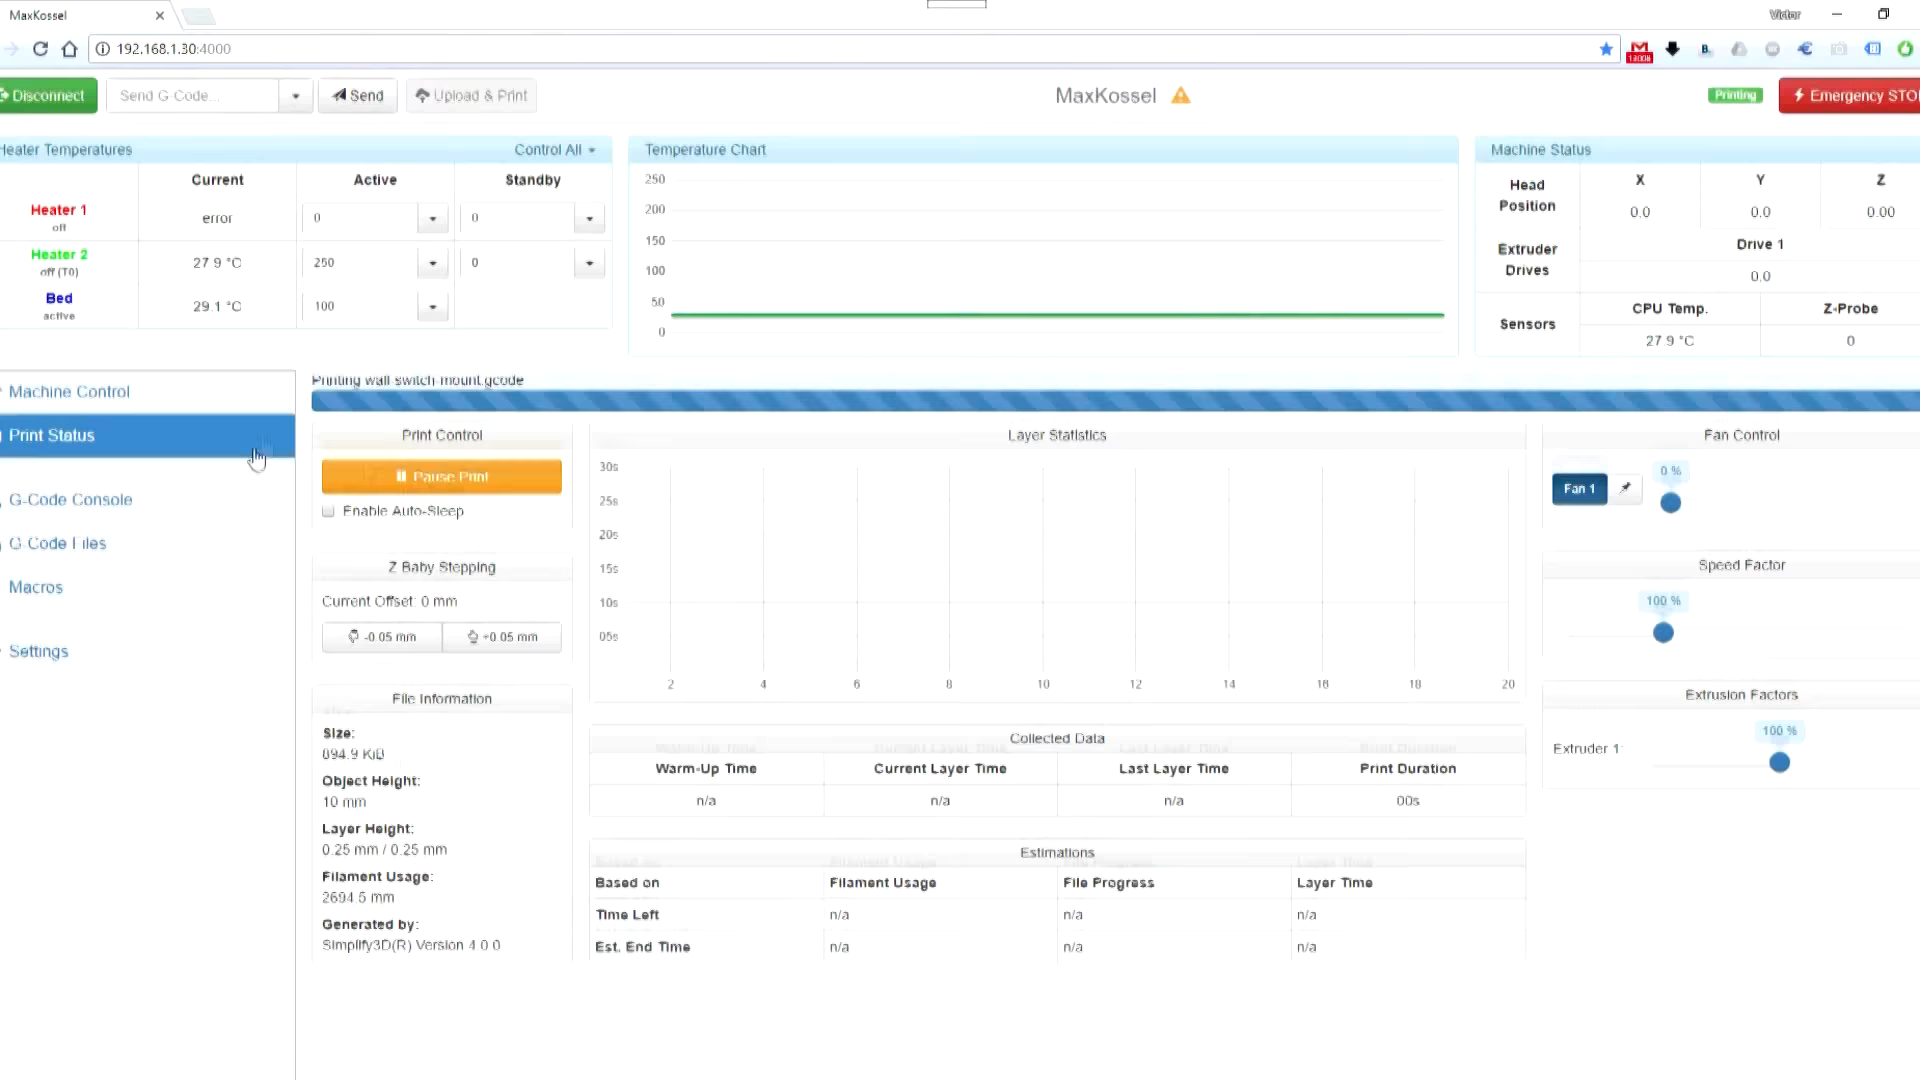 MaxKossel
Victor
192.168.1.30:4000
Disconnect
Send G-Code...
Send
Upload & Print
MaxKossel
Printing
Emergency STO
Heater Temperatures
Control All
Current Active Standby
Heater 1
off
error 0 0
Heater 2
off (T0)
27.9 °C 250 0
Bed
active
29.1 °C 100
Temperature Chart
250
200
150
100
50
0
Machine Status
Head Position
X Y Z
0.0 0.0 0.00
Extruder Drives
Drive 1
0.0
Sensors
CPU Temp. Z-Probe
27.9 °C 0
Machine Control
Print Status
G-Code Console
G-Code Files
Macros
Settings
Printing wall switch-mount.gcode
Print Control
Pause Print
Enable Auto-Sleep
Z Baby Stepping
Current Offset: 0 mm
-0.05 mm +0.05 mm
File Information
Size:
894.9 KiB
Object Height:
10 mm
Layer Height:
0.25 mm / 0.25 mm
Filament Usage:
2694.5 mm
Generated by:
Simplify3D(R) Version 4.0.0
Layer Statistics
30s
25s
20s
15s
10s
05s
2 4 6 8 10 12 14 16 18 20
Collected Data
Warm-Up Time Current Layer Time Last Layer Time Print Duration
n/a n/a n/a 00s
Estimations
Based on Filament Usage File Progress Layer Time
Time Left n/a n/a n/a
Est. End Time n/a n/a n/a
Fan Control
Fan 1
0 %
Speed Factor
100 %
Extrusion Factors
Extruder 1:
100 %